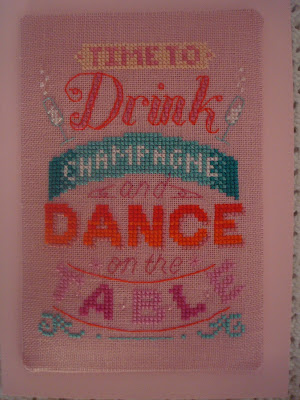 TIME TO
Drink
CHAMPAGNE
and
DANCE
on the
TABLE